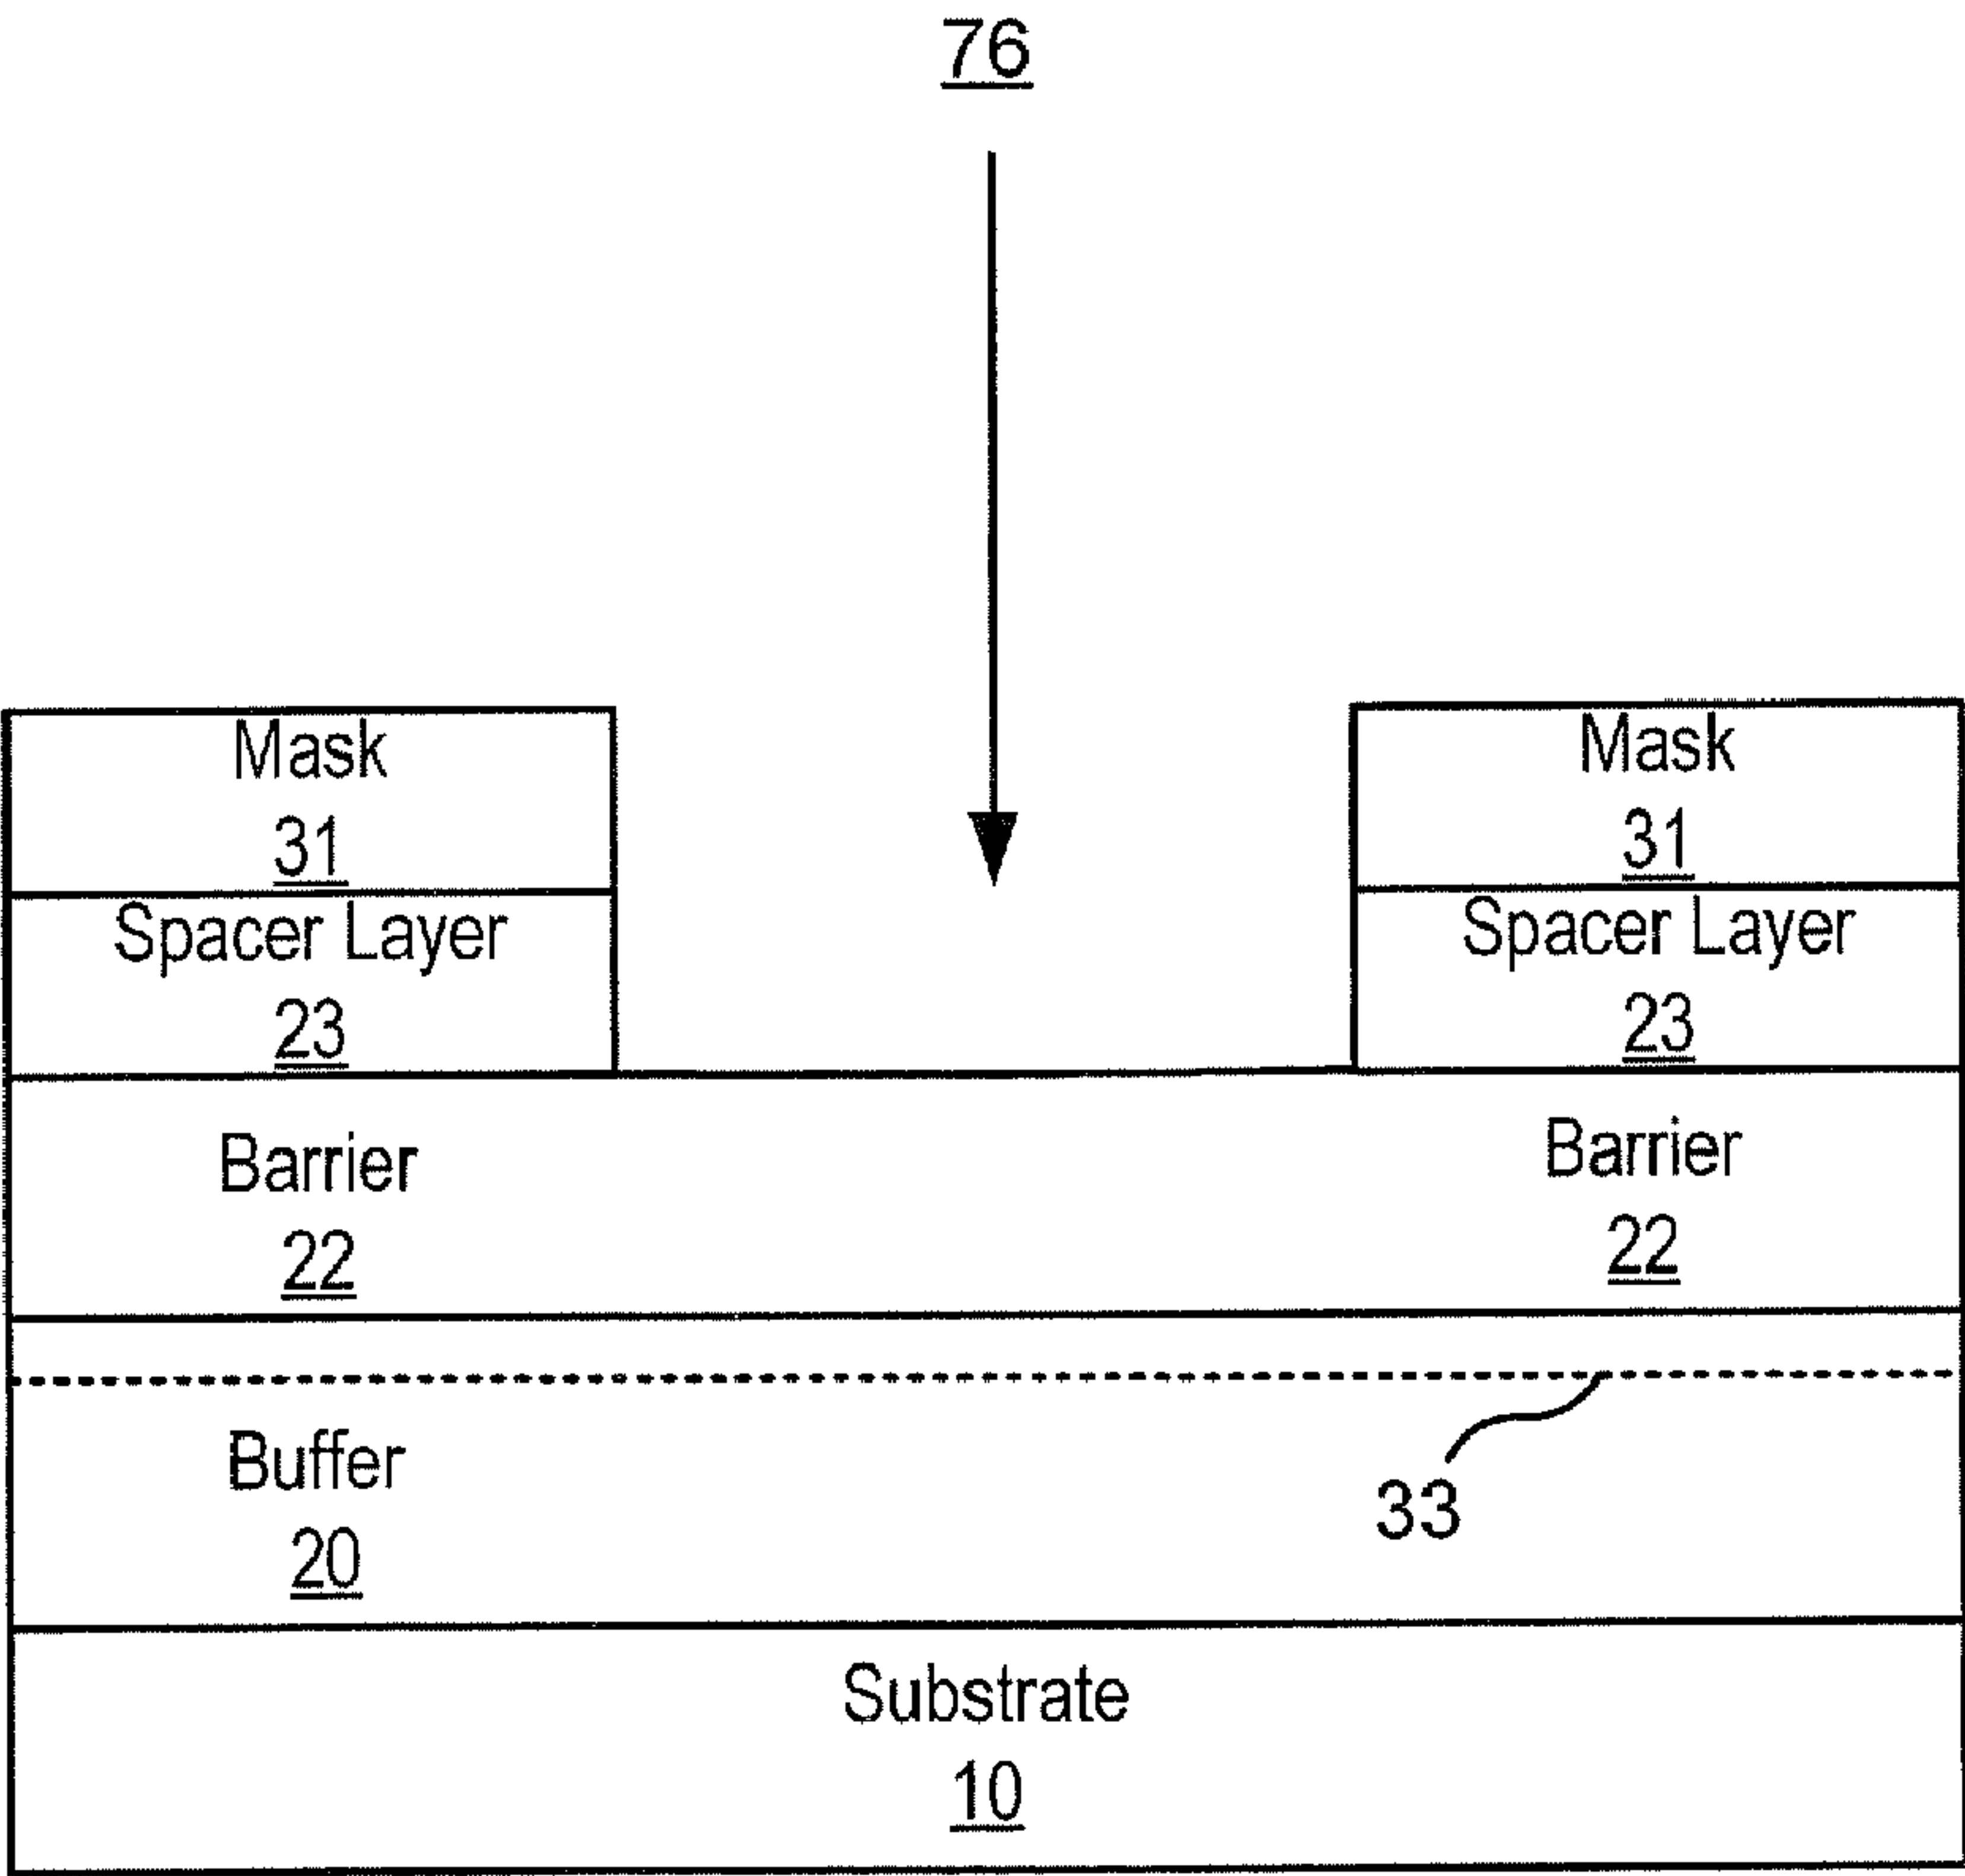 76
Mask
31
Mask
31
Spacer Layer
23
Spacer Layer
23
Barrier
22
Barrier
22
Buffer
20
33
Substrate
10